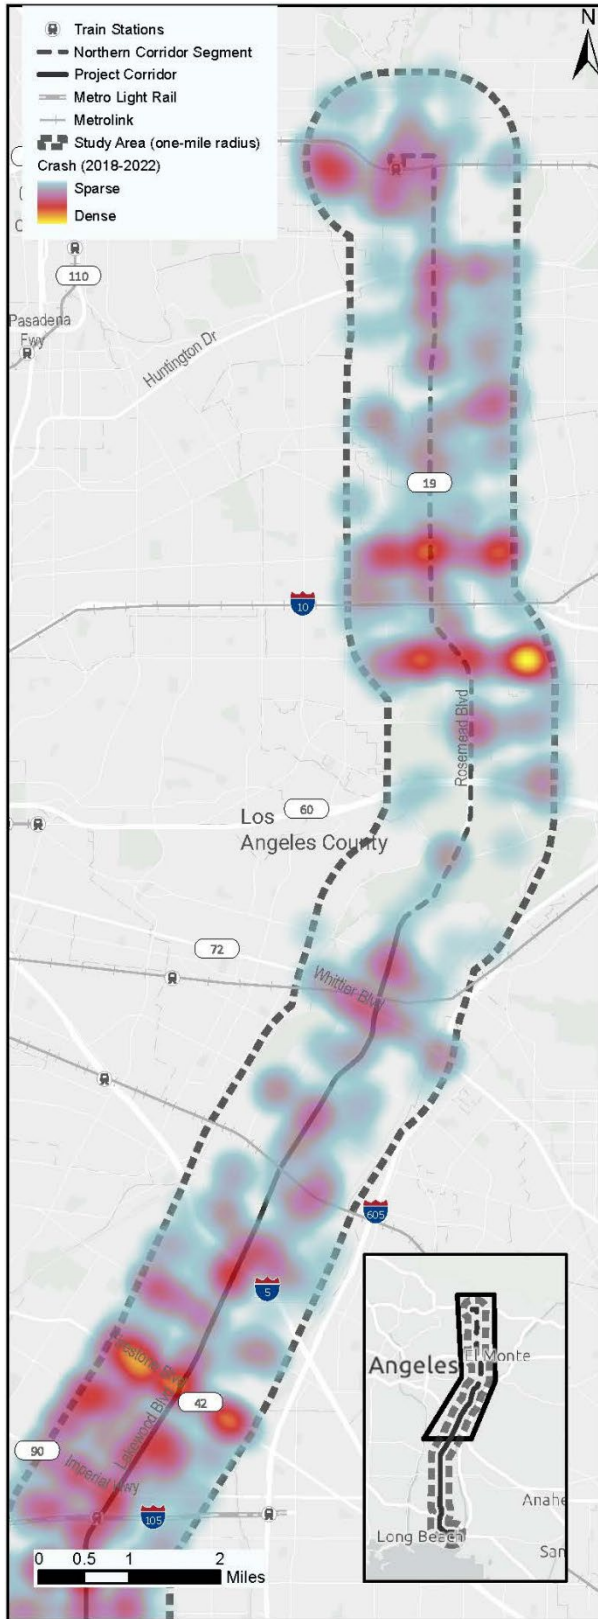 N
Train Stations
Northern Corridor Segment
Project Corridor
Metro Light Rail
Metrolink
Study Area (one-mile radius)
Crash (2018-2022)
Sparse
Dense
110
Pasadena
Fwy
Huntington Dr
19
10
Rosemead Blvd
60
Los
Angeles County
72
Whittier Blvd
605
5
42
Lakewood Blvd
90
Imperial Hwy
105
0 0.5 1 2
Miles
El Monte
Angeles
Anahe
Long Beach
San